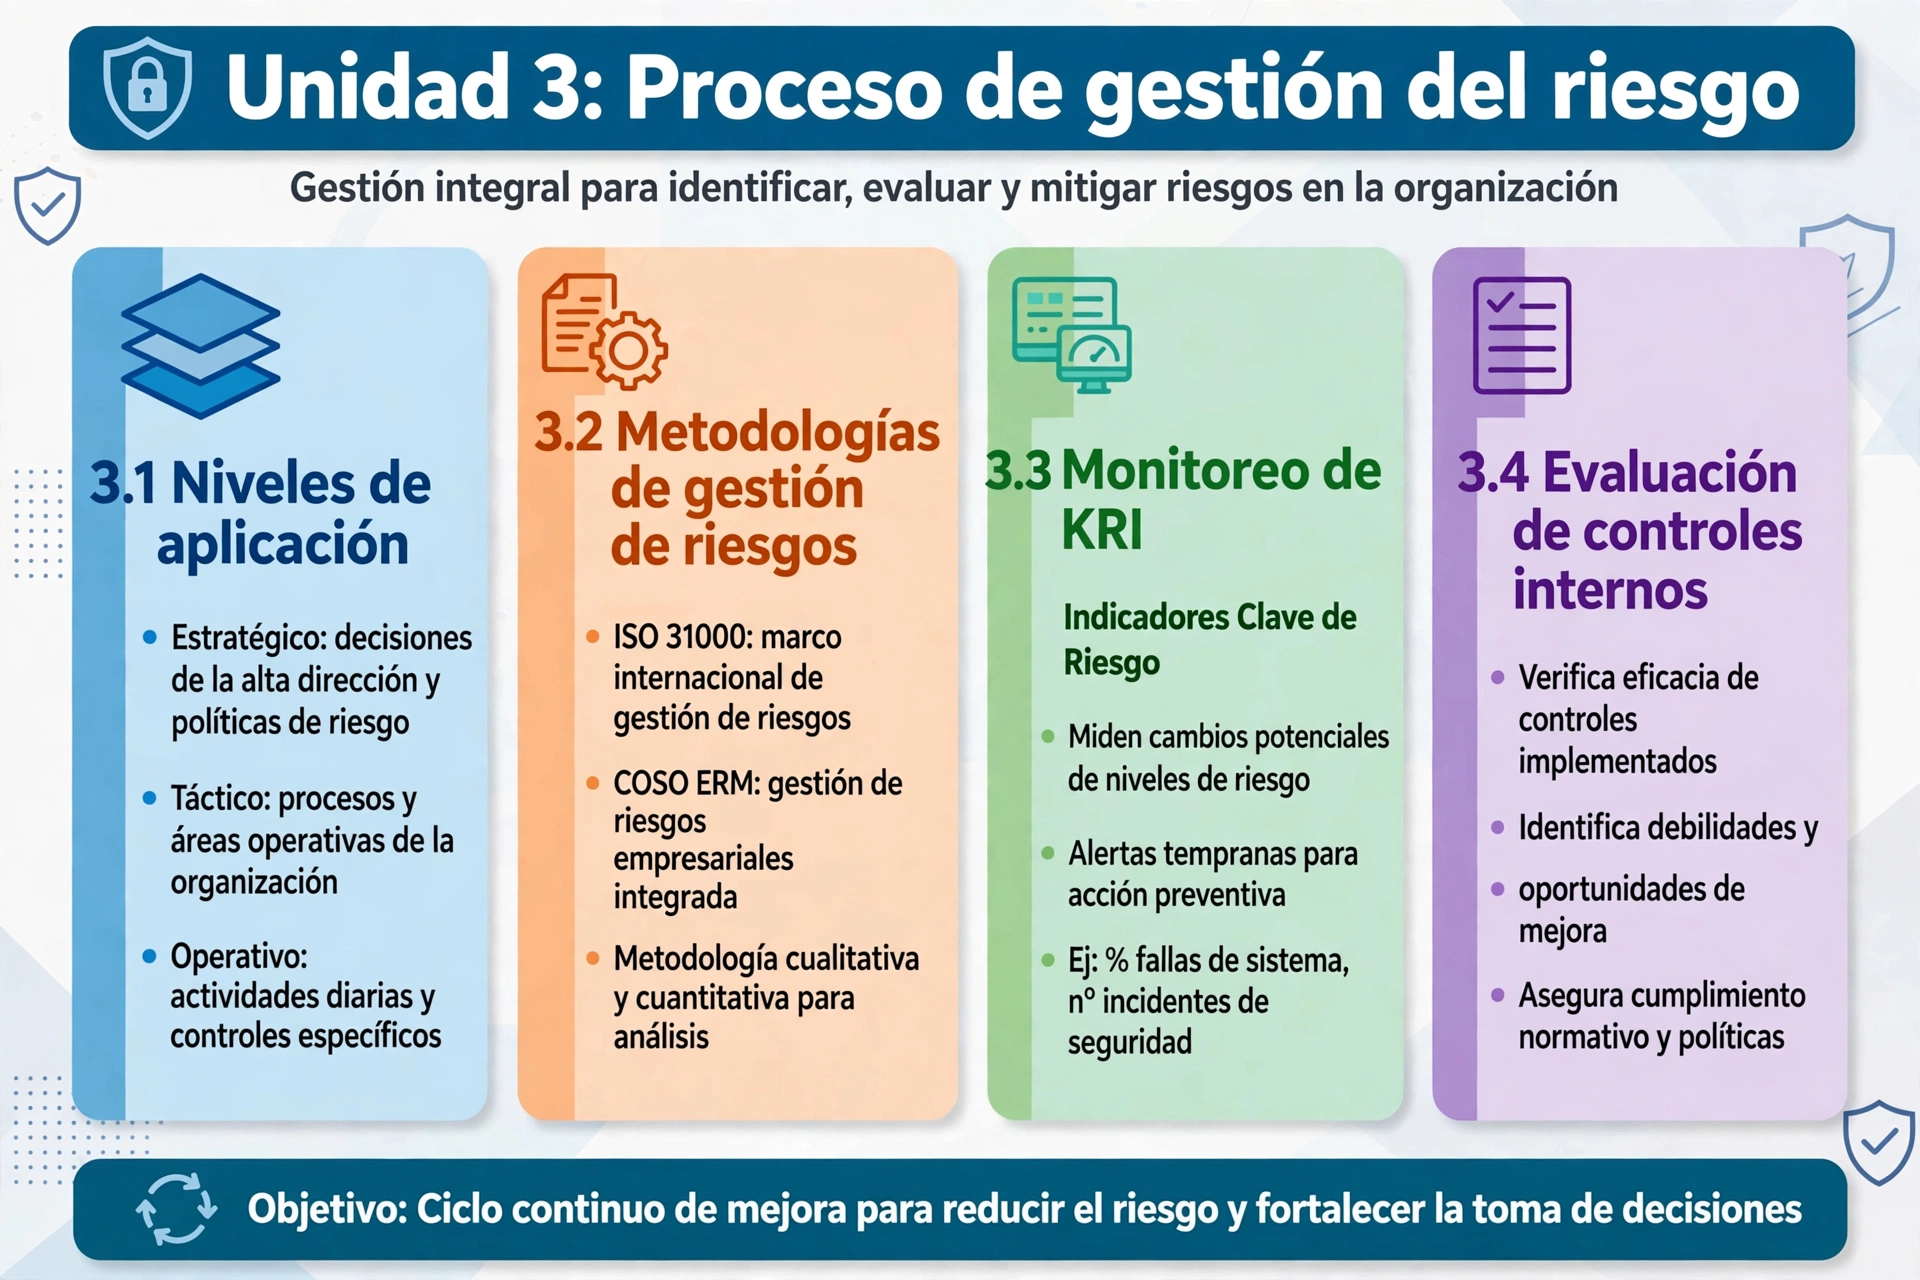 Unidad 3: Proceso de gestión del riesgo
Gestión integral para identificar, evaluar y mitigar riesgos en la organización
3.1 Niveles de
aplicación
• Estratégico: decisiones
de la alta dirección y
políticas de riesgo
• Táctico: procesos y
áreas operativas de la
organización
• Operativo:
actividades diarias y
controles específicos
3.2 Metodologías
de gestión
de riesgos
• ISO 31000: marco
internacional de
gestión de riesgos
• COSO ERM: gestión de
riesgos
empresariales
integrada
• Metodología cualitativa
y cuantitativa para
análisis
3.3 Monitoreo de
KRI
Indicadores Clave de
Riesgo
• Miden cambios potenciales
de niveles de riesgo
• Alertas tempranas para
acción preventiva
• Ej: % fallas de sistema,
nº incidentes de
seguridad
3.4 Evaluación
de controles
internos
• Verifica eficacia de
controles
implementados
• Identifica debilidades y
• oportunidades de
mejora
• Asegura cumplimiento
normativo y políticas
Objetivo: Ciclo continuo de mejora para reducir el riesgo y fortalecer la toma de decisiones